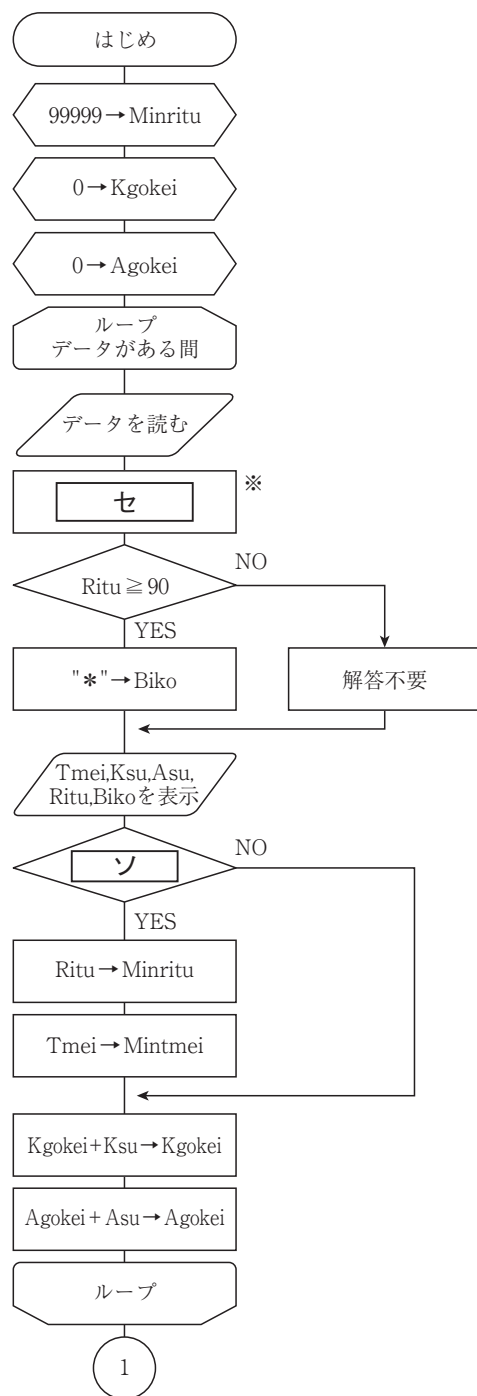 はじめ
99999→Minritu
0→Kgokei
0→Agokei
ループ
データがある間
データを読む
セ
※
Ritu≧90
NO
YES
"*"→Biko
解答不要
Tmei,Ksu,Asu,
Ritu,Bikoを表示
ソ
NO
YES
Ritu→Minritu
Tmei→Mintmei
Kgokei+Ksu→Kgokei
Agokei+Asu→Agokei
ループ
1